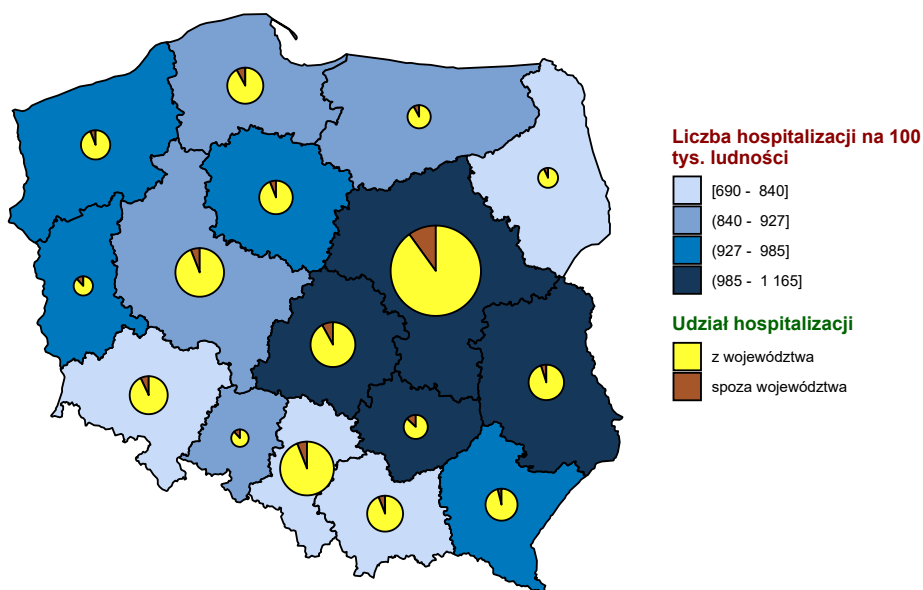 Liczba hospitalizacji na 100
tys. ludności
[690 - 840]
(840 - 927]
(927 - 985]
(985 - 1 165]
Udział hospitalizacji
z województwa
spoza województwa